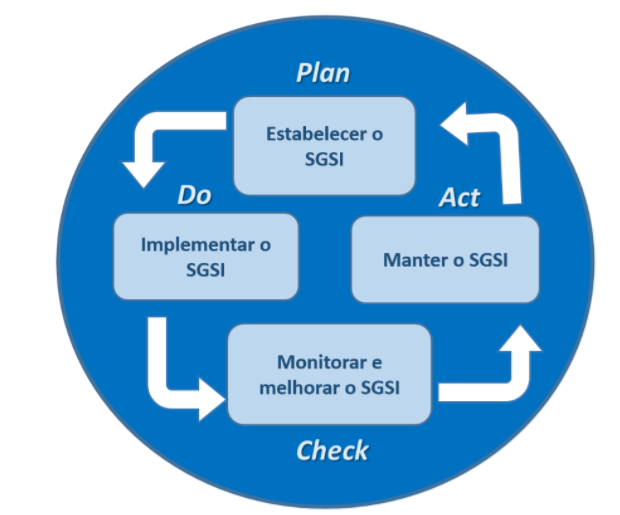 Plan
Estabelecer o
SGSI
Do
Act
Implementar o
SGSI
Manter o SGSI
Monitorar e
melhorar o SGSI
Check